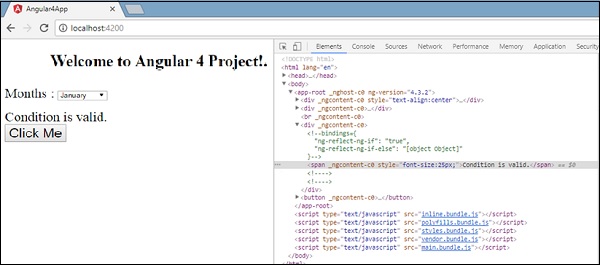 Angular4App
localhost:4200
Welcome to Angular 4 Project!.
Months : January
Condition is valid.
Click Me
Elements Console Sources Network Performance Memory Application Security
<!DOCTYPE html>
<html lang="en">
<head>…</head>
<body>
<app-root _nghost-c0 ng-version="4.3.2">
<div _ngcontent-c0 style="text-align:center">…</div>
<div _ngcontent-c0>…</div>
<br _ngcontent-c0>
<div _ngcontent-c0>
<!--bindings={
"ng-reflect-ng-if": "true",
"ng-reflect-ng-if-else": "[object Object]"
}-->
<span _ngcontent-c0 style="font-size:25px;">Condition is valid.</span> == $0
<!---->
<!---->
</div>
<button _ngcontent-c0>…</button>
</app-root>
<script type="text/javascript" src="inline.bundle.js"></script>
<script type="text/javascript" src="polyfills.bundle.js"></script>
<script type="text/javascript" src="styles.bundle.js"></script>
<script type="text/javascript" src="vendor.bundle.js"></script>
<script type="text/javascript" src="main.bundle.js"></script>
</body>
</html>